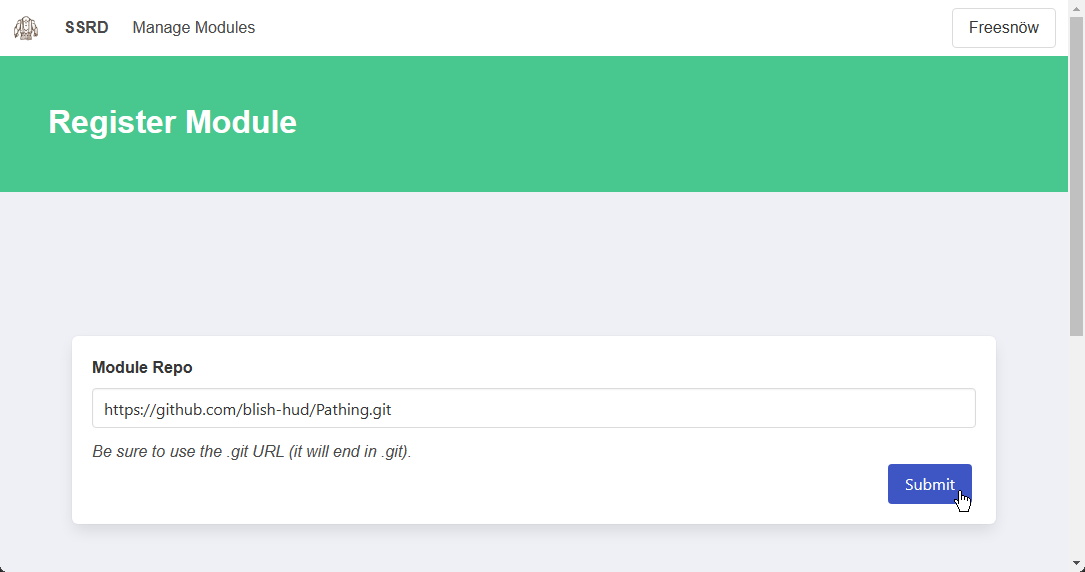 SSRD Manage Modules Freesnöw
Register Module
Module Repo
https://github.com/blish-hud/Pathing.git
Be sure to use the .git URL (it will end in .git).
Submit